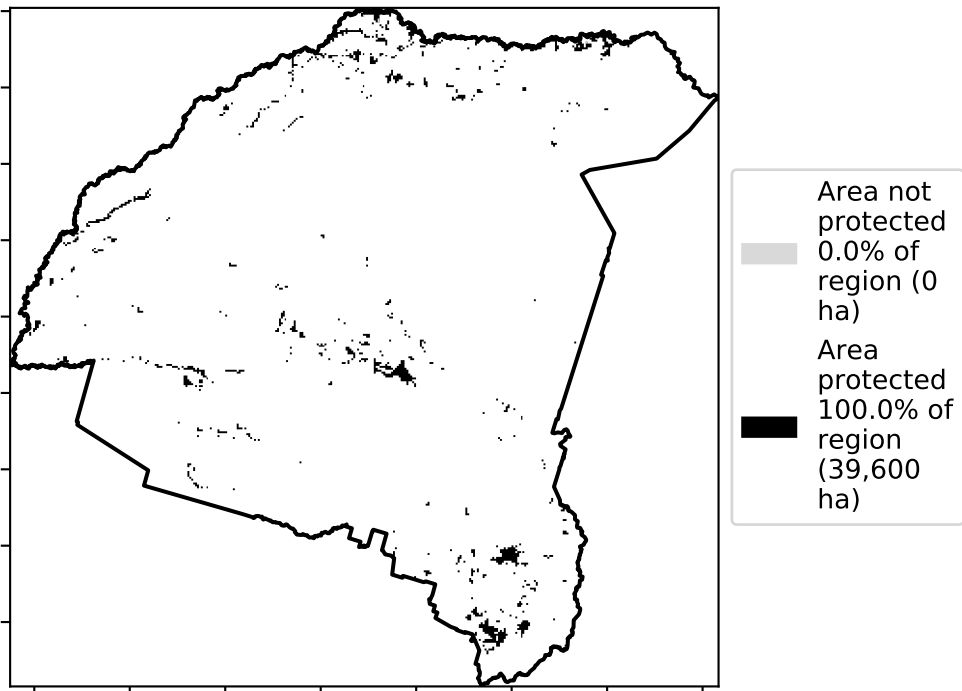 Area not
protected
0.0% of
region (0
ha)
Area
protected
100.0% of
region
(39,600
ha)